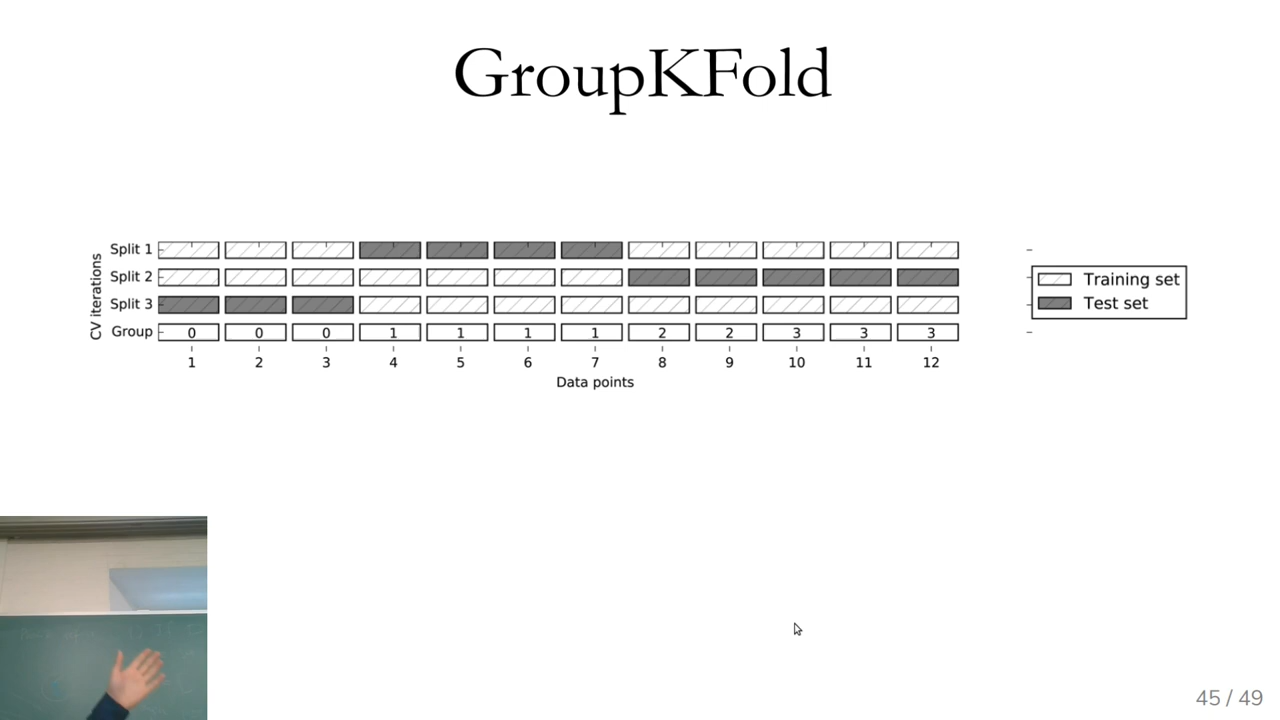 GroupKFold
Split 1
Split 2
Split 3
Group 0 0 0 1 1 1 1 2 2 3 3 3
1 2 3 4 5 6 7 8 9 10 11 12
Data points
CV iterations
Training set
Test set
45 / 49